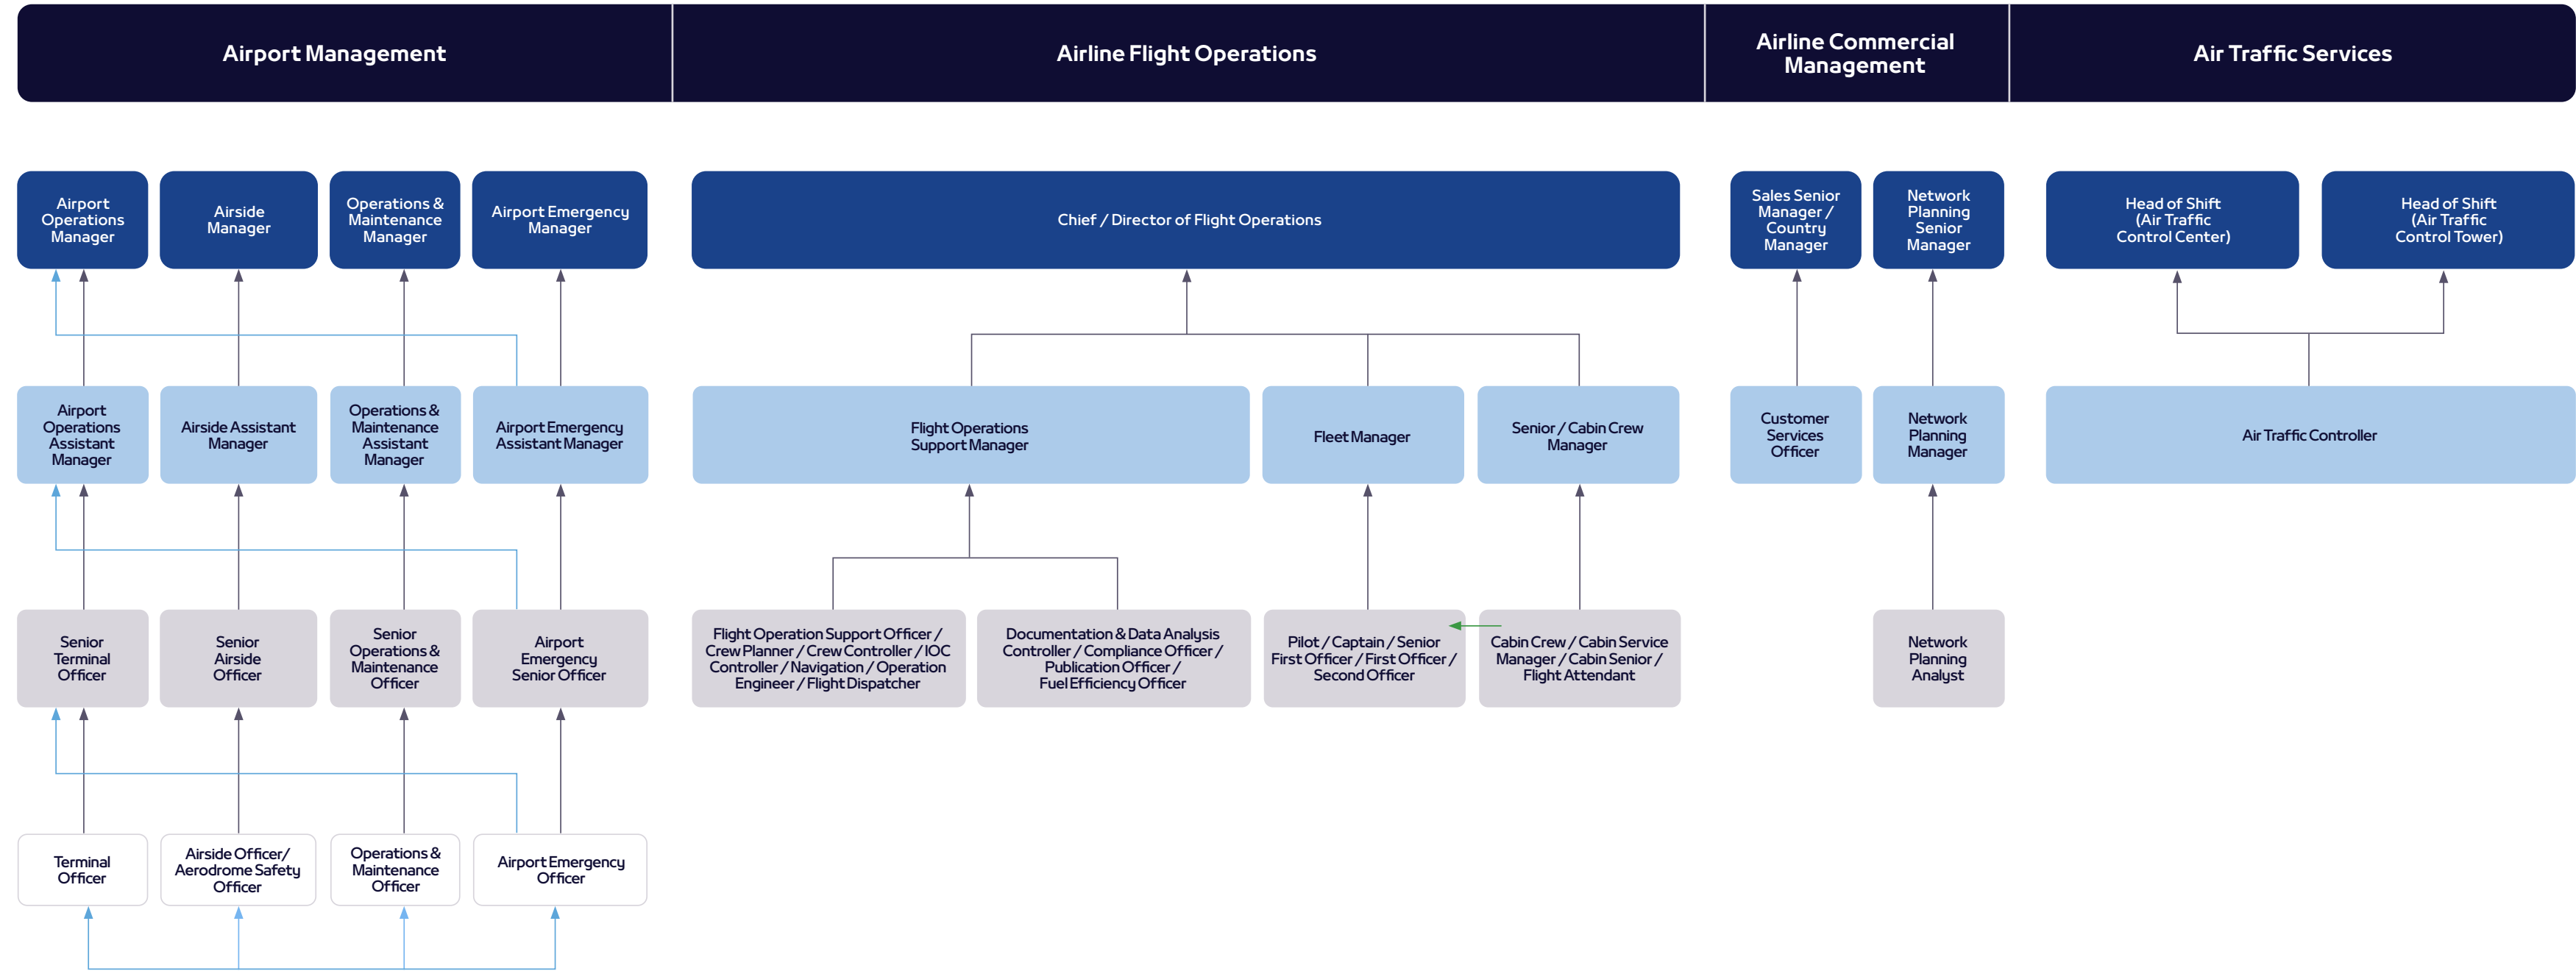 Airport Management
Airline Flight Operations
Airline Commercial
Management
Air Traffic Services
Airport
Operations
Manager
Airside
Manager
Operations &
Maintenance
Manager
Airport Emergency
Manager
Chief / Director of Flight Operations
Sales Senior
Manager /
Country
Manager
Network
Planning
Senior
Manager
Head of Shift
(Air Traffic
Control Center)
Head of Shift
(Air Traffic
Control Tower)
Airport
Operations
Assistant
Manager
Airside Assistant
Manager
Operations &
Maintenance
Assistant
Manager
Airport Emergency
Assistant Manager
Flight Operations
Support Manager
Fleet Manager
Senior / Cabin Crew
Manager
Customer
Services
Officer
Network
Planning
Manager
Air Traffic Controller
Senior
Terminal
Officer
Senior
Airside
Officer
Senior
Operations &
Maintenance
Officer
Airport
Emergency
Senior Officer
Flight Operation Support Officer /
Crew Planner / Crew Controller / IOC
Controller / Navigation / Operation
Engineer / Flight Dispatcher
Documentation & Data Analysis
Controller / Compliance Officer /
Publication Officer /
Fuel Efficiency Officer
Pilot / Captain / Senior
First Officer / First Officer /
Second Officer
Cabin Crew / Cabin Service
Manager / Cabin Senior /
Flight Attendant
Network
Planning
Analyst
Terminal
Officer
Airside Officer/
Aerodrome Safety
Officer
Operations &
Maintenance
Officer
Airport Emergency
Officer